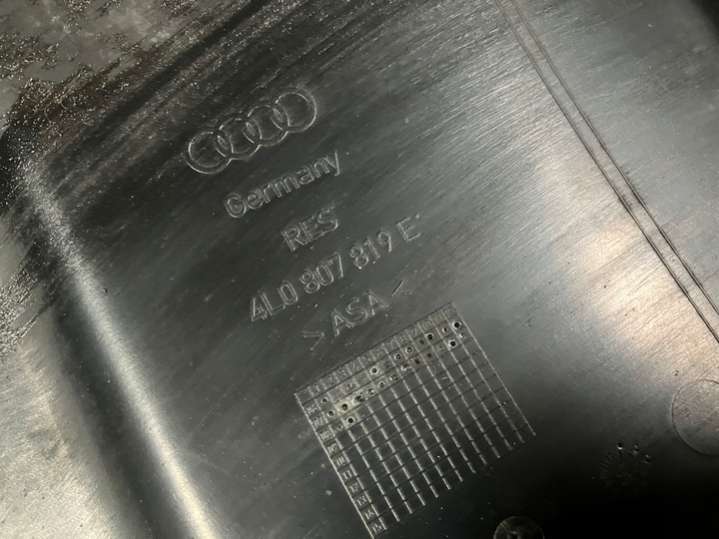 Germany
RES
4L0 807 819 E
>ASA<